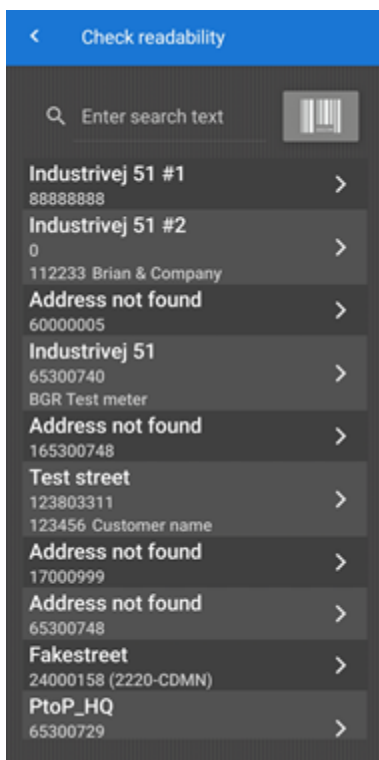 Check readability
Enter search text
Industrivej 51 #1
88888888
Industrivej 51 #2
0
112233 Brian & Company
Address not found
60000005
Industrivej 51
65300740
BGR Test meter
Address not found
165300748
Test street
123803311
123456 Customer name
Address not found
17000999
Address not found
65300748
Fakestreet
24000158 (2220-CDMN)
PtoP_HQ
65300729